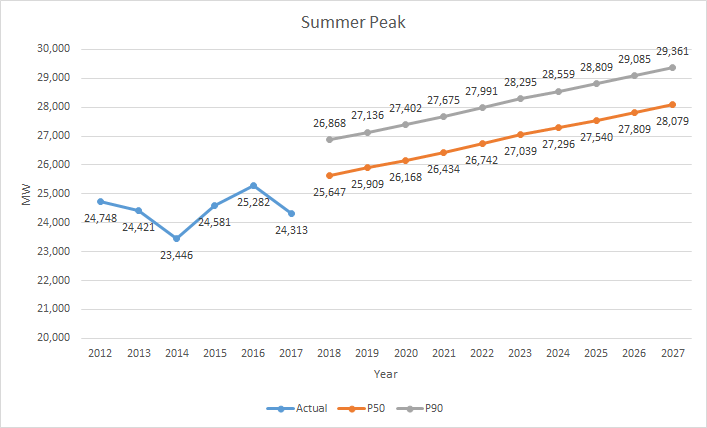 Summer Peak
30,000
29,000
28,000
27,000
26,000
25,000
24,000
23,000
22,000
21,000
20,000
MW
26,868 27,136 27,402 27,675 27,991 28,295 28,559 28,809 29,085 29,361
25,647 25,909 26,168 26,434 26,742 27,039 27,296 27,540 27,809 28,079
24,748 24,421 23,446 24,581 25,282 24,313
2012 2013 2014 2015 2016 2017 2018 2019 2020 2021 2022 2023 2024 2025 2026 2027
Year
Actual P50 P90